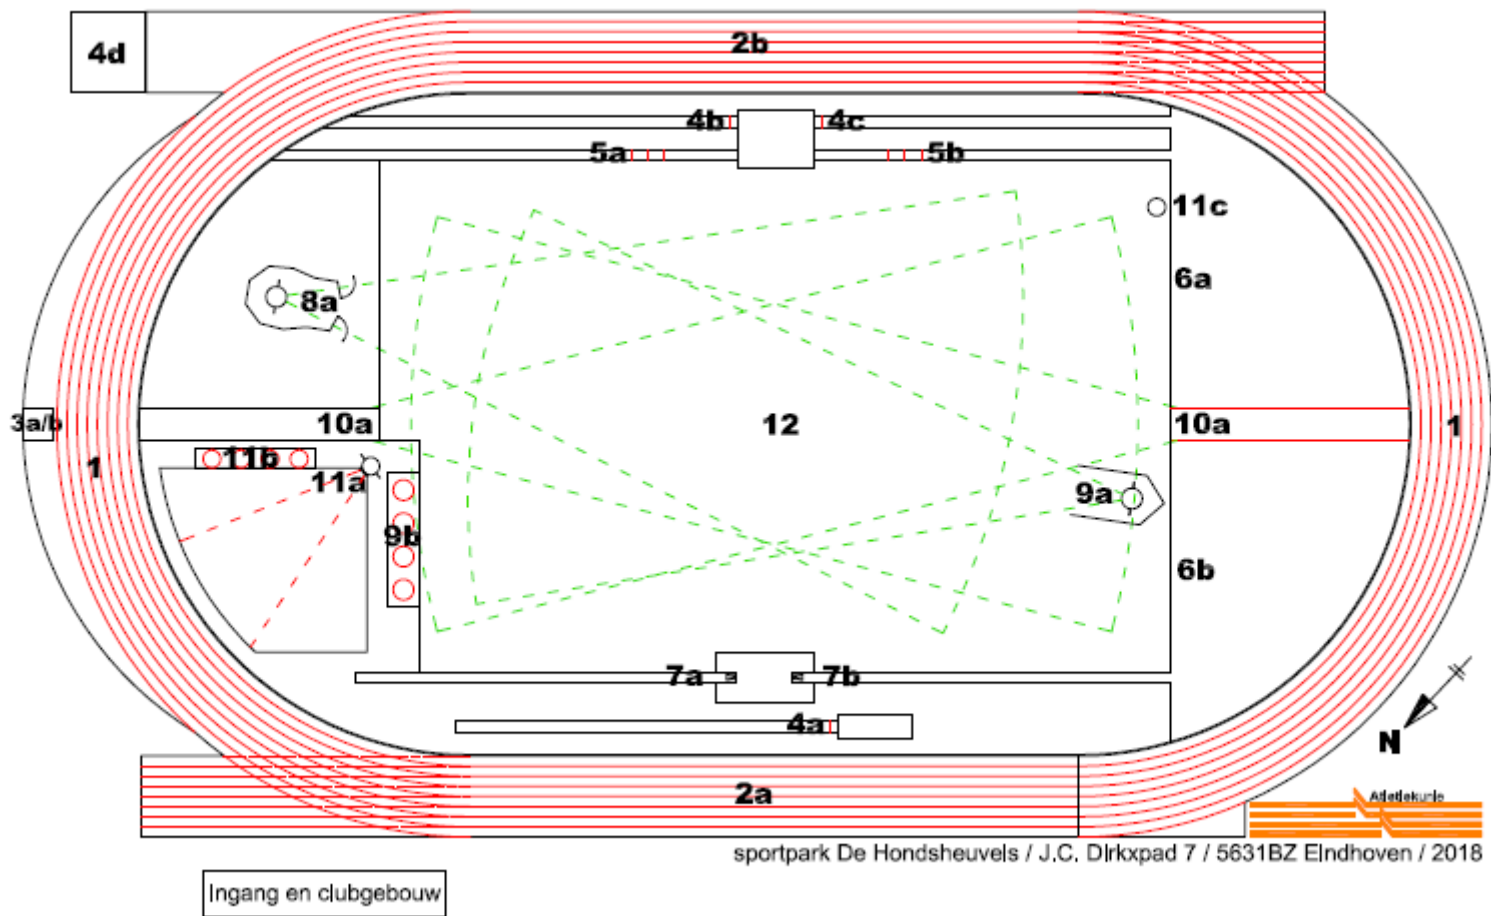 4d
2b
4b
4c
5a
5b
11c
6a
8a
3a/b
10a
12
10a
1
1
11b
11a
9a
9b
6b
7a
7b
4a
N
2a
Atletiekunie
sportpark De Hondsheuvels / J.C. Dirkxpad 7 / 5631BZ Eindhoven / 2018
Ingang en clubgebouw